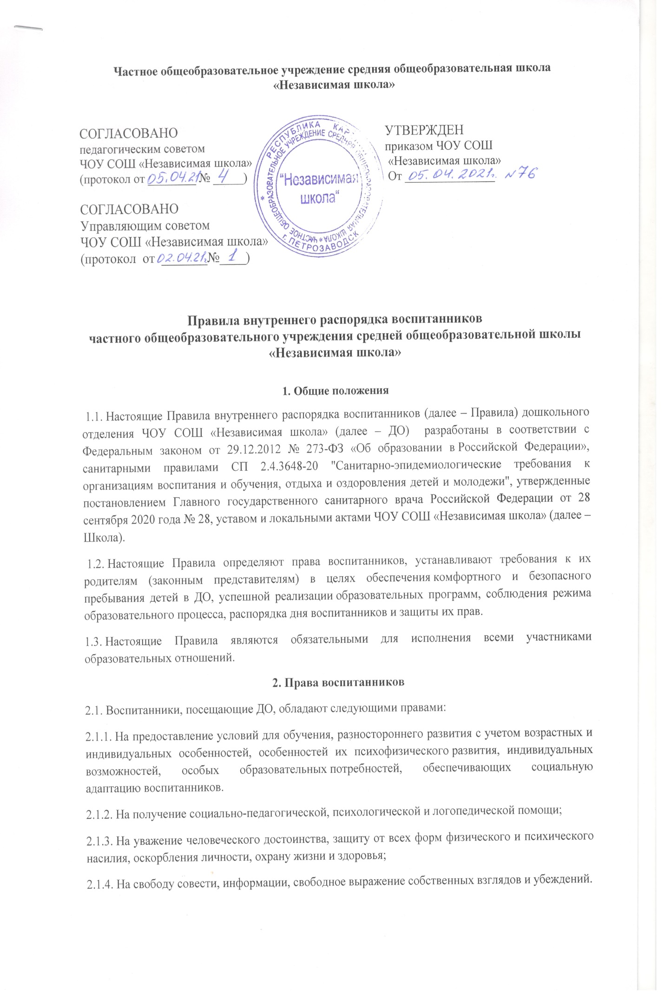 Частное общеобразовательное учреждение средняя общеобразовательная школа
«Независимая школа»
СОГЛАСОВАНО
педагогическим советом
ЧОУ СОШ «Независимая школа»
(протокол от 05.04.21 № 4)
УТВЕРЖДЕН
приказом ЧОУ СОШ
«Независимая школа»
От 05.04.2021г. №76
РЕСПУБЛИКА
ЧАСТНОЕ ОБЩЕОБРАЗОВАТЕЛЬНОЕ УЧРЕЖДЕНИЕ СРЕДНЯЯ ОБЩЕОБРАЗОВАТЕЛЬНАЯ ШКОЛА *
"Независимая
школа"
* г. ПЕТРОЗАВОДСК
СОГЛАСОВАНО
Управляющим советом
ЧОУ СОШ «Независимая школа»
(протокол от 02.04.21г. № 1)
Правила внутреннего распорядка воспитанников
частного общеобразовательного учреждения средней общеобразовательной школы
«Независимая школа»
1. Общие положения
1.1. Настоящие Правила внутреннего распорядка воспитанников (далее – Правила) дошкольного
отделения ЧОУ СОШ «Независимая школа» (далее – ДО) разработаны в соответствии с
Федеральным законом от 29.12.2012 № 273-ФЗ «Об образовании в Российской Федерации»,
санитарными правилами СП 2.4.3648-20 "Санитарно-эпидемиологические требования к
организациям воспитания и обучения, отдыха и оздоровления детей и молодежи", утвержденные
постановлением Главного государственного санитарного врача Российской Федерации от 28
сентября 2020 года № 28, уставом и локальными актами ЧОУ СОШ «Независимая школа» (далее –
Школа).
1.2. Настоящие Правила определяют права воспитанников, устанавливают требования к их
родителям (законным представителям) в целях обеспечения комфортного и безопасного
пребывания детей в ДО, успешной реализации образовательных программ, соблюдения режима
образовательного процесса, распорядка дня воспитанников и защиты их прав.
1.3. Настоящие Правила являются обязательными для исполнения всеми участниками
образовательных отношений.
2. Права воспитанников
2.1. Воспитанники, посещающие ДО, обладают следующими правами:
2.1.1. На предоставление условий для обучения, разностороннего развития с учетом возрастных и
индивидуальных особенностей, особенностей их психофизического развития, индивидуальных
возможностей, особых образовательных потребностей, обеспечивающих социальную
адаптацию воспитанников.
2.1.2. На получение социально-педагогической, психологической и логопедической помощи;
2.1.3. На уважение человеческого достоинства, защиту от всех форм физического и психического
насилия, оскорбления личности, охрану жизни и здоровья;
2.1.4. На свободу совести, информации, свободное выражение собственных взглядов и убеждений.